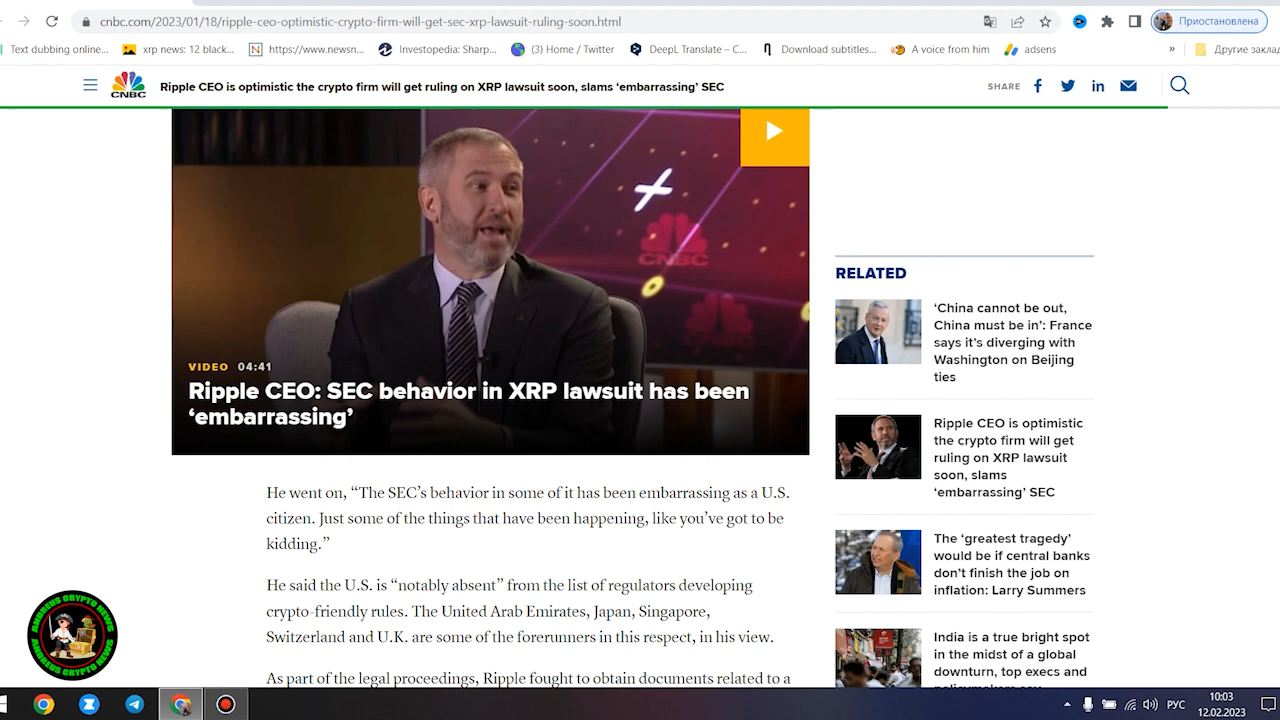 cnbc.com/2023/01/18/ripple-ceo-optimistic-crypto-firm-will-get-sec-xrp-lawsuit-ruling-soon.html
Приостановлена
Text dubbing online...
xrp news: 12 black...
https://www.newsn...
Investopedia: Sharp...
(3) Home / Twitter
DeepL Translate – C...
Download subtitles...
A voice from him
adsens
»
Другие закла
CNBC
Ripple CEO is optimistic the crypto firm will get ruling on XRP lawsuit soon, slams ‘embarrassing’ SEC
SHARE
CNBC
VIDEO 04:41
Ripple CEO: SEC behavior in XRP lawsuit has been
‘embarrassing’
He went on, “The SEC’s behavior in some of it has been embarrassing as a U.S.
citizen. Just some of the things that have been happening, like you’ve got to be
kidding.”
He said the U.S. is “notably absent” from the list of regulators developing
crypto-friendly rules. The United Arab Emirates, Japan, Singapore,
Switzerland and U.K. are some of the forerunners in this respect, in his view.
As part of the legal proceedings, Ripple fought to obtain documents related to a
RELATED
‘China cannot be out,
China must be in’: France
says it’s diverging with
Washington on Beijing
ties
Ripple CEO is optimistic
the crypto firm will get
ruling on XRP lawsuit
soon, slams
‘embarrassing’ SEC
The ‘greatest tragedy’
would be if central banks
don’t finish the job on
inflation: Larry Summers
India is a true bright spot
in the midst of a global
downturn, top execs and
ANDREUS CRYPTO NEWS
ANDREUS CRYPTO NEWS
РУС
10:03
12.02.2023